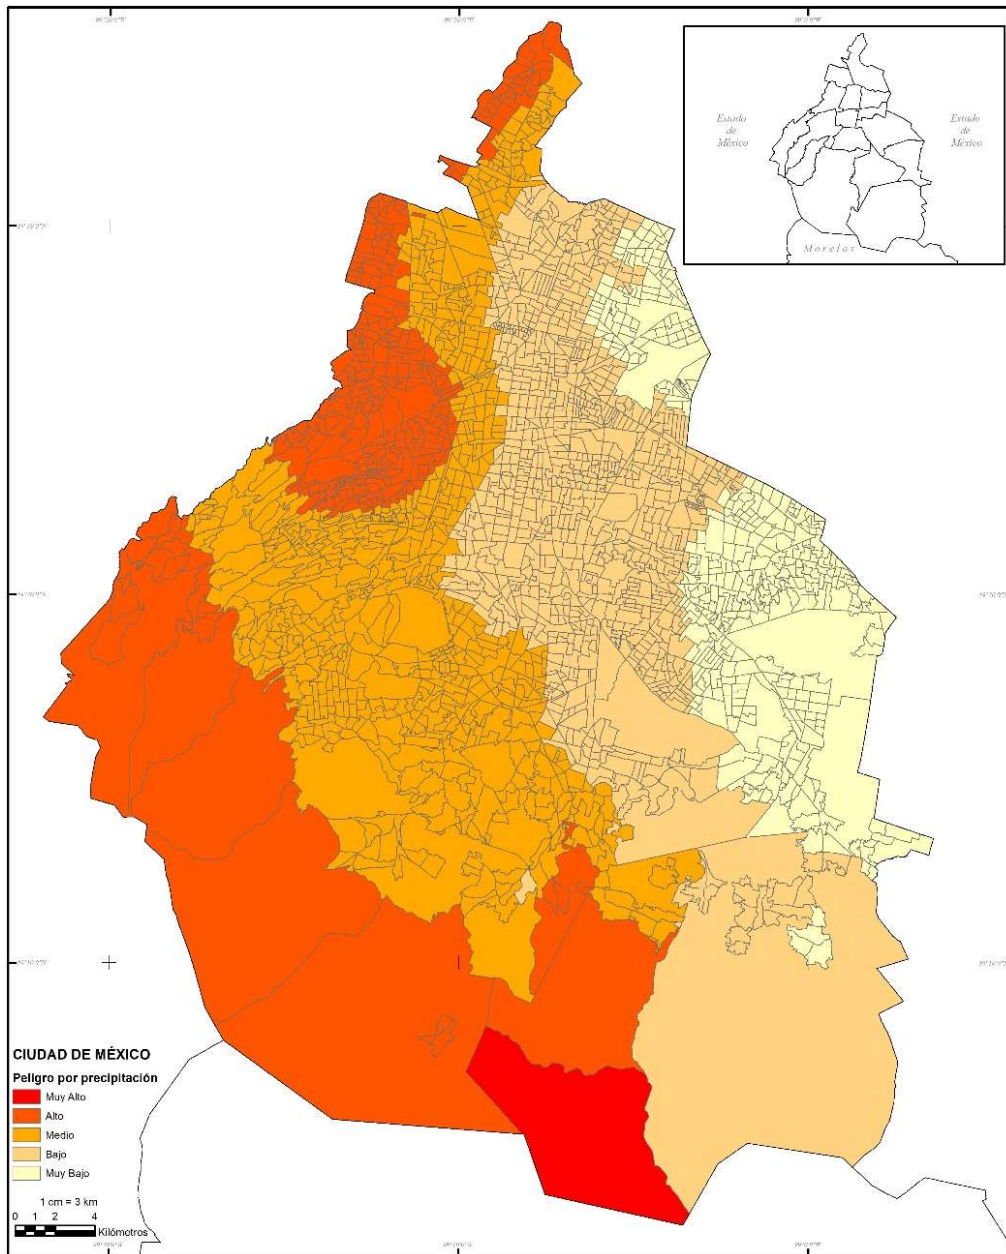 Estado
de
México
Estado
de
México
Morelos
CIUDAD DE MÉXICO
Peligro por precipitación
Muy Alto
Alto
Medio
Bajo
Muy Bajo
1 cm = 3 km
0 1 2 4
Kilómetros